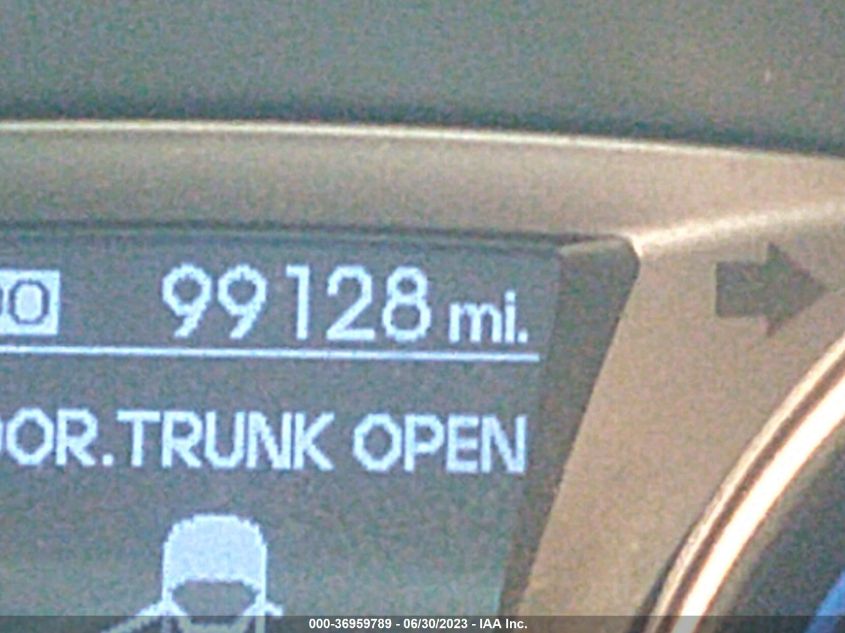 99128 mi.
OOR.TRUNK OPEN
000-36959789 - 06/30/2023 - IAA Inc.